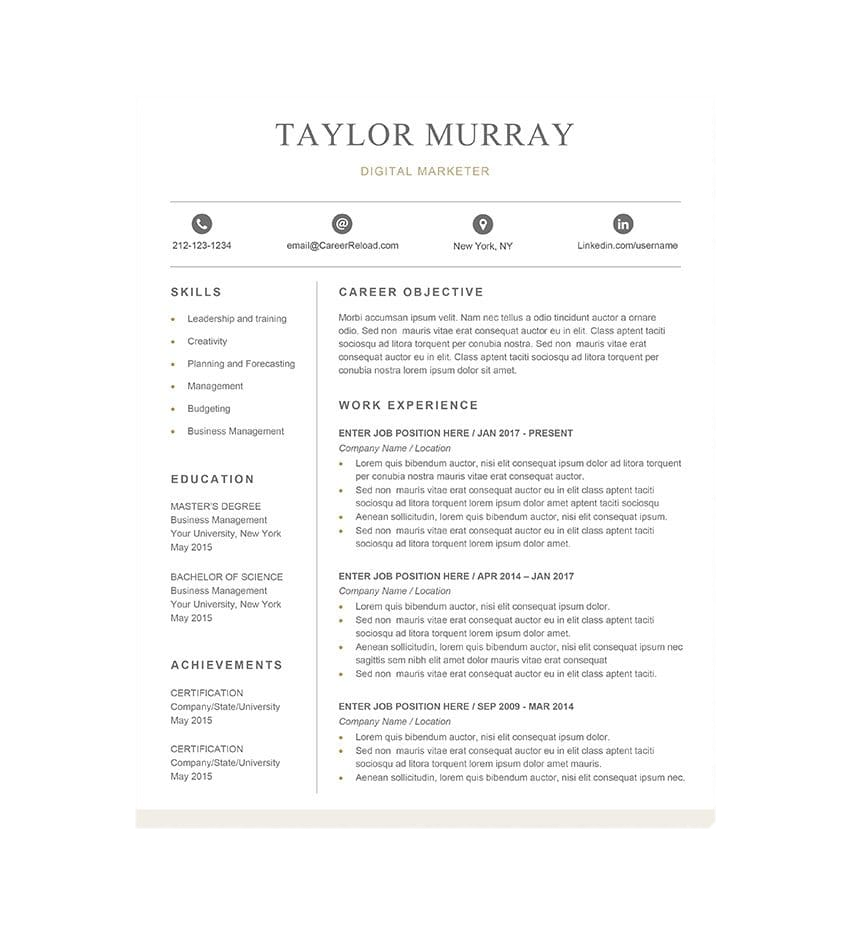 TAYLOR MURRAY
DIGITAL MARKETER
212-123-1234
email@CareerReload.com
New York, NY
Linkedin.com/username
SKILLS
• Leadership and training
• Creativity
• Planning and Forecasting
• Management
• Budgeting
• Business Management
EDUCATION
MASTER'S DEGREE
Business Management
Your University, New York
May 2015
BACHELOR OF SCIENCE
Business Management
Your University, New York
May 2015
ACHIEVEMENTS
CERTIFICATION
Company/State/University
May 2015
CERTIFICATION
Company/State/University
May 2015
CAREER OBJECTIVE
Morbi accumsan ipsum velit. Nam nec tellus a odio tincidunt auctor a ornare
odio. Sed non mauris vitae erat consequat auctor eu in elit. Class aptent taciti
sociosqu ad litora torquent per conubia nostra. Mauris in erat justo. Sed non
mauris vitae erat consequat auctor eu in elit. Class aptent taciti sociosqu ad litora torquent per
conubia nostra lorem ipsum dolor sit amet.
WORK EXPERIENCE
ENTER JOB POSITION HERE / JAN 2017 - PRESENT
Company Name / Location
• Lorem quis bibendum auctor, nisi elit consequat ipsum dolor ad litora torquent
per conubia nostra mauris vitae erat consequat auctor.
• Sed non mauris vitae erat consequat auctor eu in elit class aptent taciti
sociosqu ad litora torquent lorem ipsum dolor amet aptent taciti sociosqu
• Aenean sollicitudin, lorem quis bibendum auctor, nisi elit consequat ipsum.
• Sed non mauris vitae erat consequat auctor eu in elit class aptent taciti
sociosqu ad litora torquent lorem ipsum dolor amet.
ENTER JOB POSITION HERE / APR 2014 – JAN 2017
Company Name / Location
• Lorem quis bibendum auctor, nisi elit consequat ipsum dolor.
• Sed non mauris vitae erat consequat auctor eu in elit class aptent taciti
sociosqu ad litora torquent lorem ipsum dolor amet.
• Aenean sollicitudin, lorem quis bibendum auctor, nisi elit consequat ipsum nec
sagittis sem nibh elit amet dolor mauris vitae erat consequat
• Sed non mauris vitae erat consequat auctor eu in elit class aptent taciti.
ENTER JOB POSITION HERE / SEP 2009 - MAR 2014
Company Name / Location
• Lorem quis bibendum auctor, nisi elit consequat ipsum dolor.
• Sed non mauris vitae erat consequat auctor eu in elit class aptent taciti
sociosqu ad litora torquent lorem ipsum dolor amet mauris.
• Aenean sollicitudin, lorem quis bibendum auctor, nisi elit consequat ipsum nec.